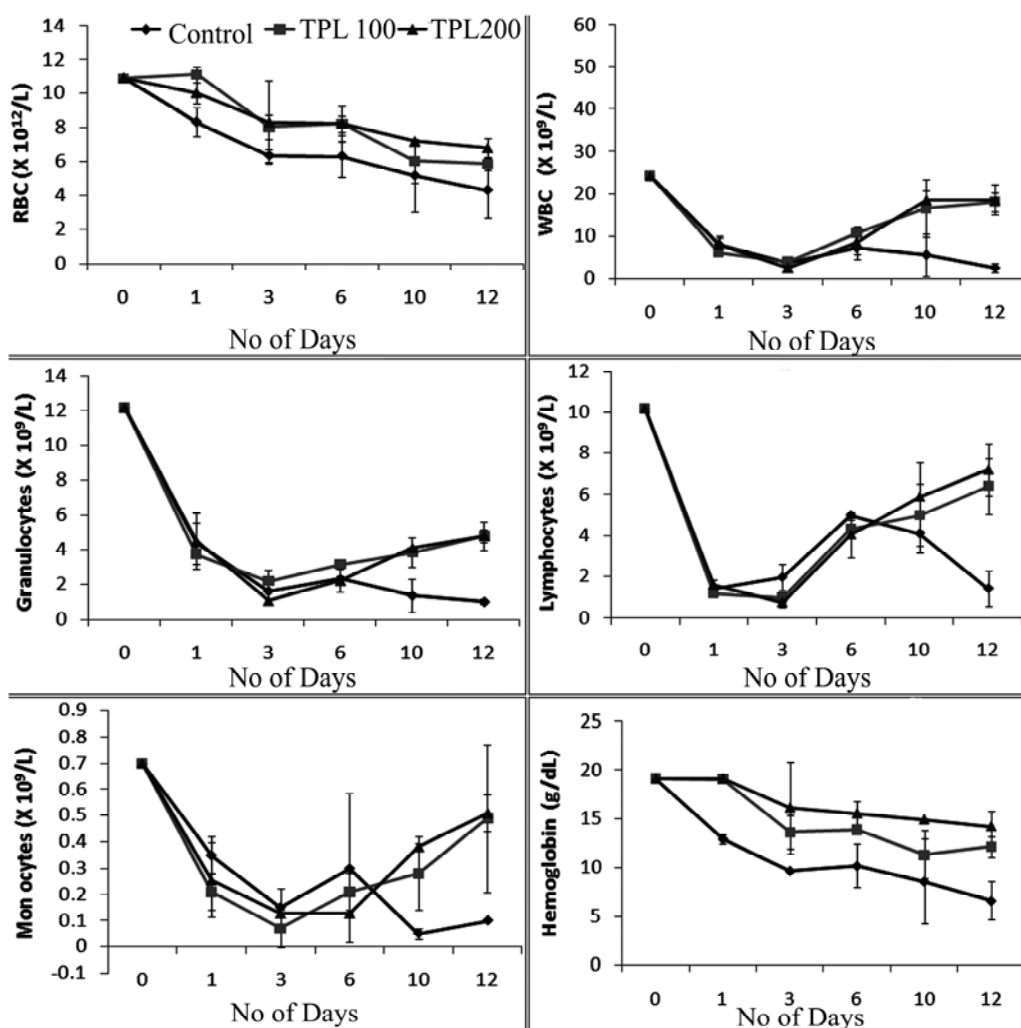 Control TPL 100 TPL200
14
12
10
8
6
4
2
0
RBC (X 10¹²/L)
0 1 3 6 10 12
No of Days
60
50
40
30
20
10
0
WBC (X 10⁹/L)
0 1 3 6 10 12
No of Days
14
12
10
8
6
4
2
0
Granulocytes (X 10⁹/L)
0 1 3 6 10 12
No of Days
12
10
8
6
4
2
0
Lymphocytes (X 10⁹/L)
0 1 3 6 10 12
No of Days
0.9
0.8
0.7
0.6
0.5
0.4
0.3
0.2
0.1
0
-0.1
Mon ocytes (X 10⁹/L)
0 1 3 6 10 12
No of Days
25
20
15
10
5
0
Hemoglobin (g/dL)
0 1 3 6 10 12
No of Days